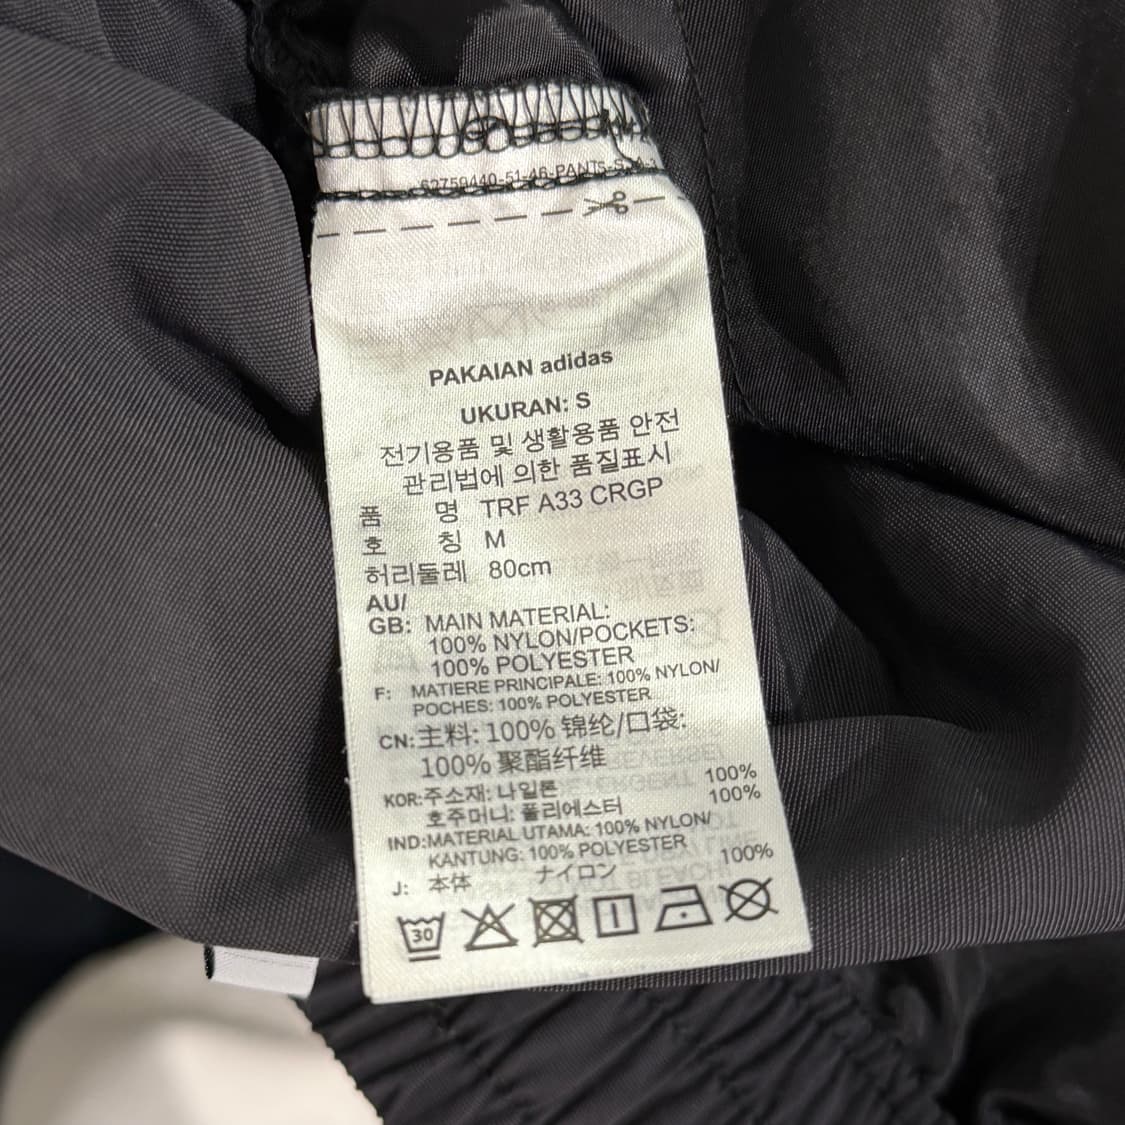 62759440-51-46-PANTS-S
PAKAIAN adidas
UKURAN: S
전기용품 및 생활용품 안전
관리법에 의한 품질표시
품 명 TRF A33 CRGP
호 칭 M
허리둘레 80cm
AU/
GB: MAIN MATERIAL:
100% NYLON/POCKETS:
100% POLYESTER
F: MATIERE PRINCIPALE: 100% NYLON/
POCHES: 100% POLYESTER
CN: 主料: 100% 锦纶/口袋:
100% 聚酯纤维
KOR: 주소재: 나일론 100%
호주머니: 폴리에스터 100%
IND: MATERIAL UTAMA: 100% NYLON/
KANTUNG: 100% POLYESTER
J: 本体 ナイロン 100%
30